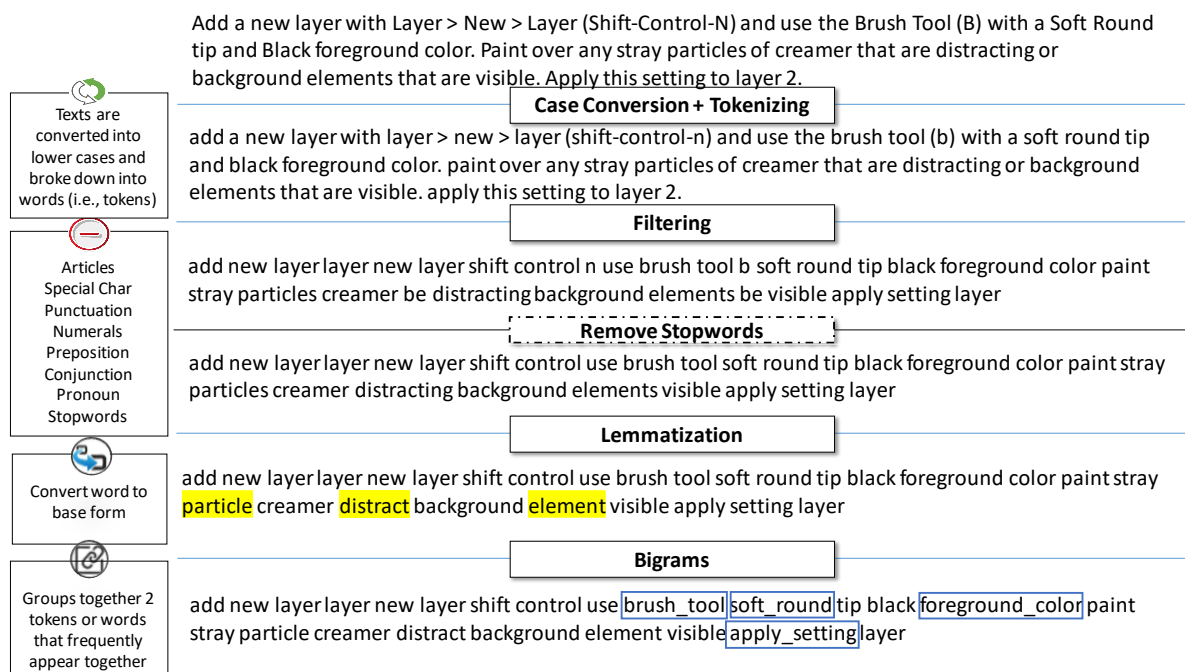 Add a new layer with Layer > New > Layer (Shift-Control-N) and use the Brush Tool (B) with a Soft Round
tip and Black foreground color. Paint over any stray particles of creamer that are distracting or
background elements that are visible. Apply this setting to layer 2.
Case Conversion + Tokenizing
Texts are
converted into
lower cases and
broke down into
words (i.e., tokens)
add a new layer with layer > new > layer (shift-control-n) and use the brush tool (b) with a soft round tip
and black foreground color. paint over any stray particles of creamer that are distracting or background
elements that are visible. apply this setting to layer 2.
Filtering
Articles
Special Char
Punctuation
Numerals
Preposition
Conjunction
Pronoun
Stopwords
add new layer layer new layer shift control n use brush tool b soft round tip black foreground color paint
stray particles creamer be distracting background elements be visible apply setting layer
Remove Stopwords
add new layer layer new layer shift control use brush tool soft round tip black foreground color paint stray
particles creamer distracting background elements visible apply setting layer
Lemmatization
Convert word to
base form
add new layer layer new layer shift control use brush tool soft round tip black foreground color paint stray
particle creamer distract background element visible apply setting layer
Bigrams
Groups together 2
tokens or words
that frequently
appear together
add new layer layer new layer shift control use brush_tool soft_round tip black foreground_color paint
stray particle creamer distract background element visible apply_setting layer